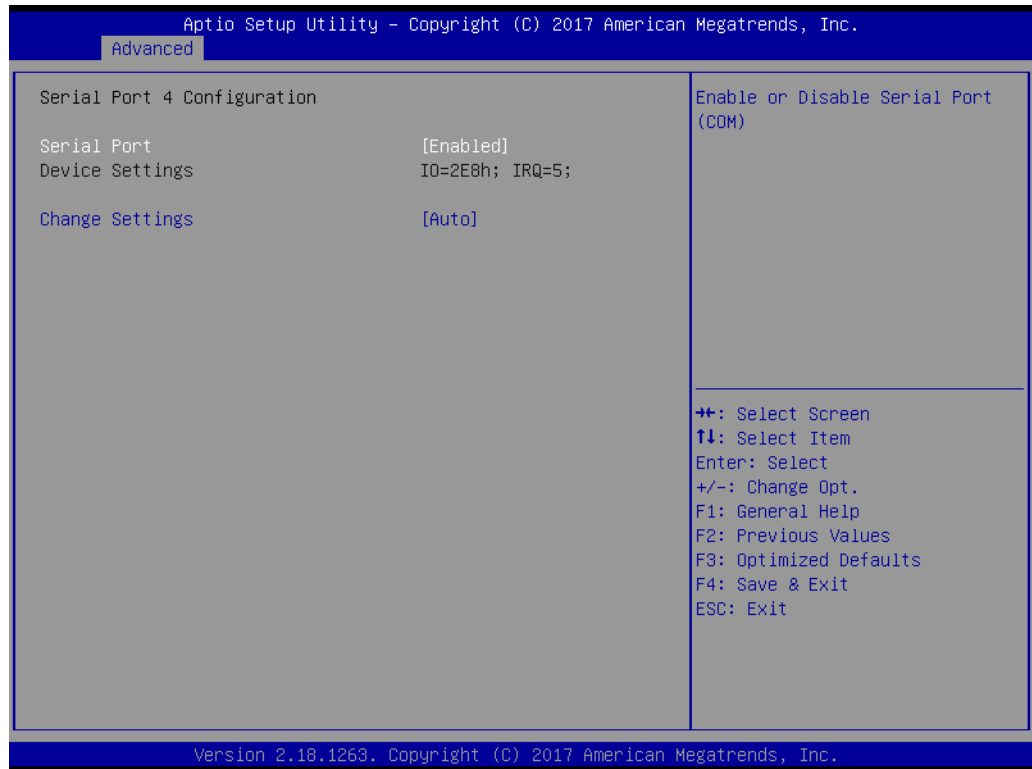 Aptio Setup Utility – Copyright (C) 2017 American Megatrends, Inc.
Advanced
Serial Port 4 Configuration
Serial Port [Enabled]
Device Settings IO=2E8h; IRQ=5;
Change Settings [Auto]
Enable or Disable Serial Port
(COM)
→←: Select Screen
↑↓: Select Item
Enter: Select
+/-: Change Opt.
F1: General Help
F2: Previous Values
F3: Optimized Defaults
F4: Save & Exit
ESC: Exit
Version 2.18.1263. Copyright (C) 2017 American Megatrends, Inc.